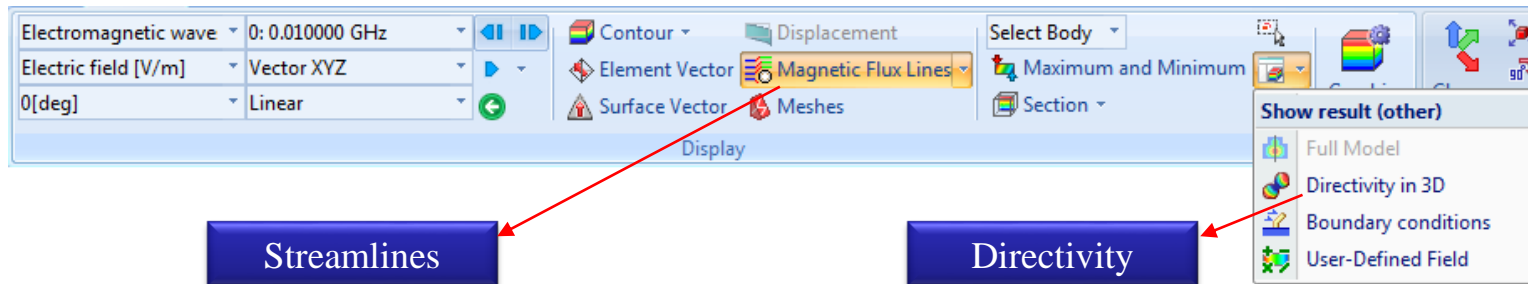 Electromagnetic wave 0: 0.010000 GHz Contour Displacement Select Body
Electric field [V/m] Vector XYZ Element Vector Magnetic Flux Lines Maximum and Minimum
0[deg] Linear Surface Vector Meshes Section
Display
Show result (other)
Full Model
Directivity in 3D
Boundary conditions
User-Defined Field
Streamlines Directivity